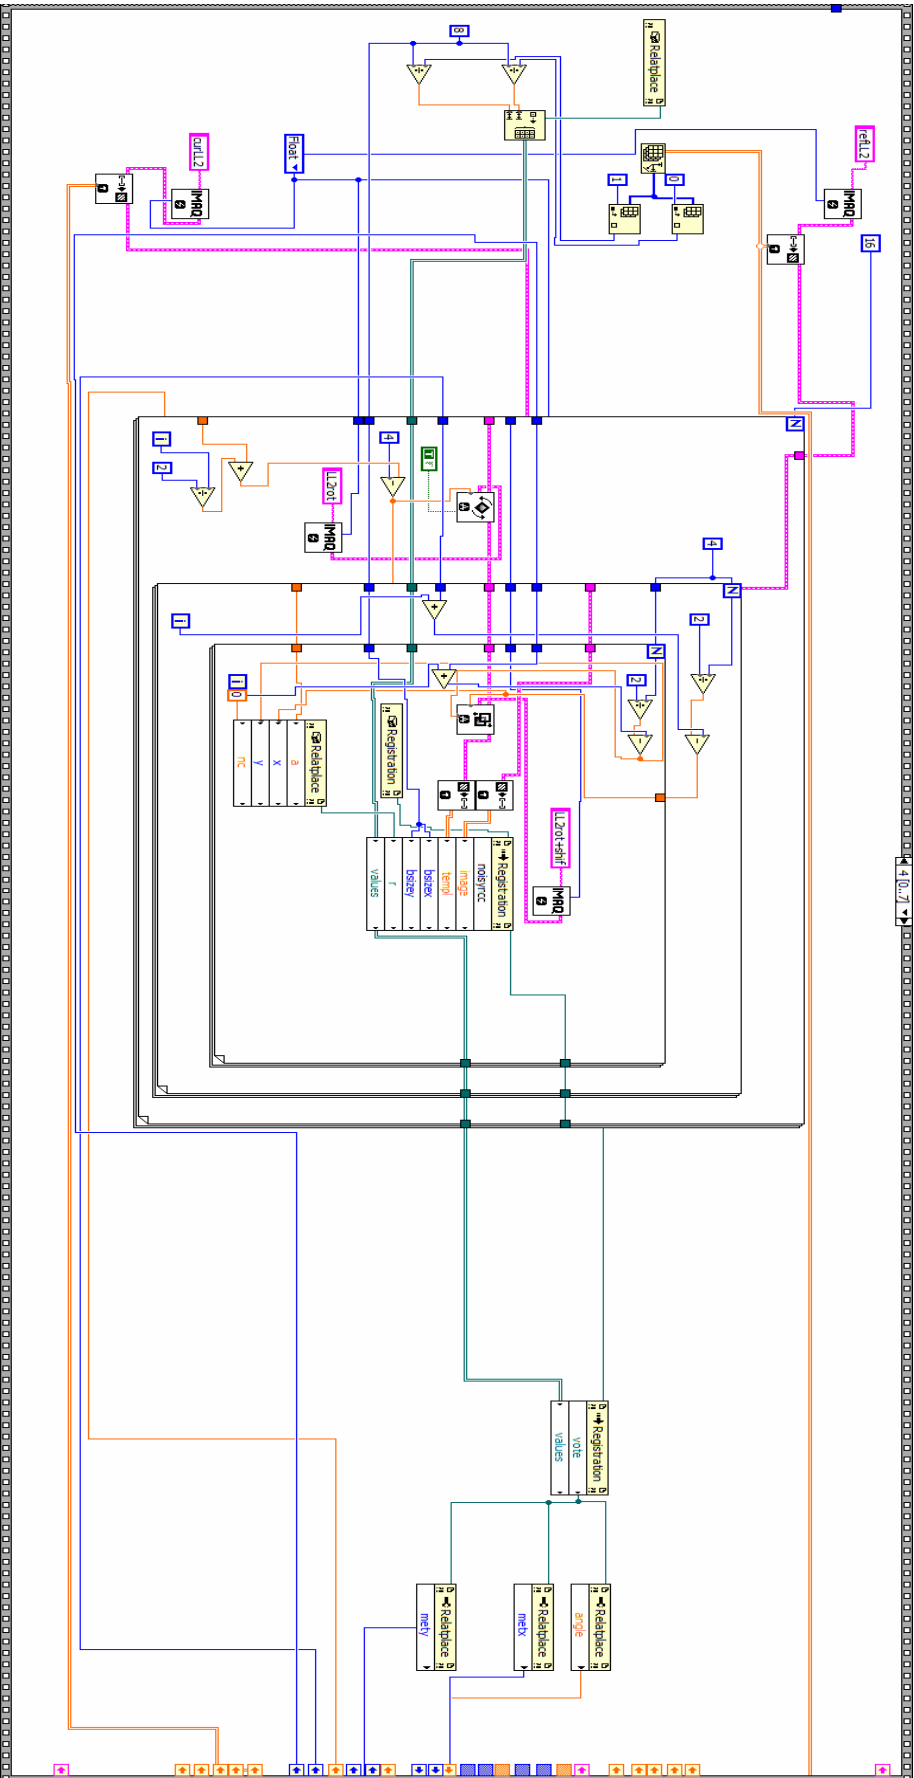 4 [0..7]
16
refLL2
IMAQ
N
4
N
2
0
Relatplace
N
2
1
Registration
vote
values
Relatplace
angle
LL2rot+shif
IMAQ
Relatplace
metx
Registration
noisyncc
image
templ
bsizex
bsizey
r
values
8
T F
Relatplace
mety
4
Registration
LL2rot
IMAQ
Float
Relatplace
a
x
y
nc
i
0
curLL2
IMAQ
i
i
2